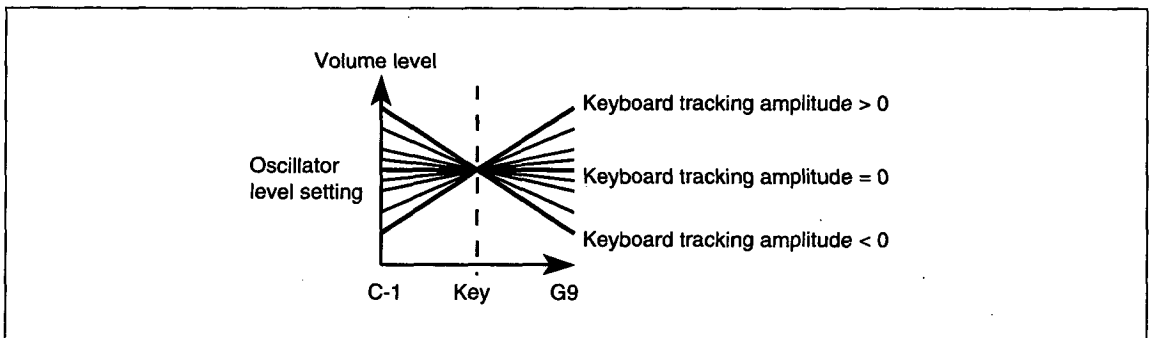 Volume level
Keyboard tracking amplitude > 0
Oscillator
level setting
Keyboard tracking amplitude = 0
Keyboard tracking amplitude < 0
C-1 Key G9